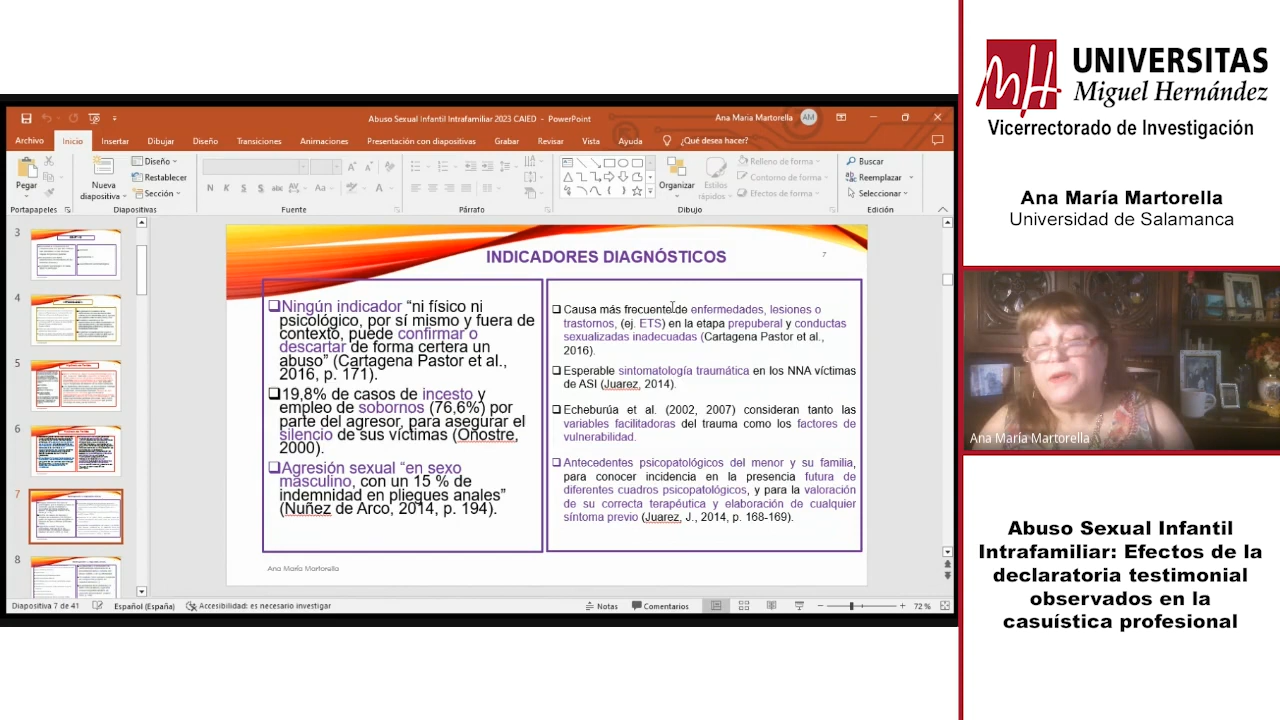 Abuso Sexual Infantil Intrafamiliar 2023 CAIED - PowerPoint
Ana Maria Martorella
AM
Archivo
Inicio
Insertar
Dibujar
Diseño
Transiciones
Animaciones
Presentación con diapositivas
Grabar
Revisar
Vista
Ayuda
¿Qué desea hacer?
Pegar
Nueva
diapositiva
Diseño
Restablecer
Sección
Organizar
Estilos
rápidos
Relleno de forma
Contorno de forma
Efectos de forma
Buscar
Reemplazar
Seleccionar
Portapapeles
Diapositivas
Fuente
Párrafo
Dibujo
Edición
3
4
5
6
7
8
INDICADORES DIAGNÓSTICOS
7
Ningún indicador “ni físico ni
psicológico, por sí mismo y fuera de
contexto, puede confirmar o
descartar de forma certera un
abuso” (Cartagena Pastor et al.,
2016, p. 171).
19,8% de casos de incesto y
empleo de sobornos (76,6%) por
parte del agresor, para asegurar el
silencio de sus víctimas (Oñostre,
2000).
Agresión sexual “en sexo
masculino, con un 15 % de
indemnidad en pliegues anales”
(Nuñez de Arco, 2014, p. 194).
Causa más frecuente de enfermedades, lesiones o
trastornos, (ej. ETS) en la etapa prepuberal y conductas
sexualizadas inadecuadas (Cartagena Pastor et al.,
2016).
Esperable sintomatología traumática en los NNA víctimas
de ASI (Juarez, 2014).
Echeburúa et al. (2002, 2007) consideran tanto las
variables facilitadoras del trauma como los factores de
vulnerabilidad.
Antecedentes psicopatológicos del menor y su familia,
para conocer incidencia en la presencia futura de
diferentes cuadros psicopatológicos, y para la valoración
de su correcta terapéutica y elaboración de cualquier
síntoma previo (Juarez, J., 2014, p. 168-169).
Ana María Martorella
Diapositiva 7 de 41
Español (España)
Accesibilidad: es necesario investigar
Notas
Comentarios
72 %
UNIVERSITAS
Miguel Hernández
Vicerrectorado de Investigación
Ana María Martorella
Universidad de Salamanca
Ana María Martorella
Abuso Sexual Infantil
Intrafamiliar: Efectos de la
declaratoria testimonial
observados en la
casuística profesional